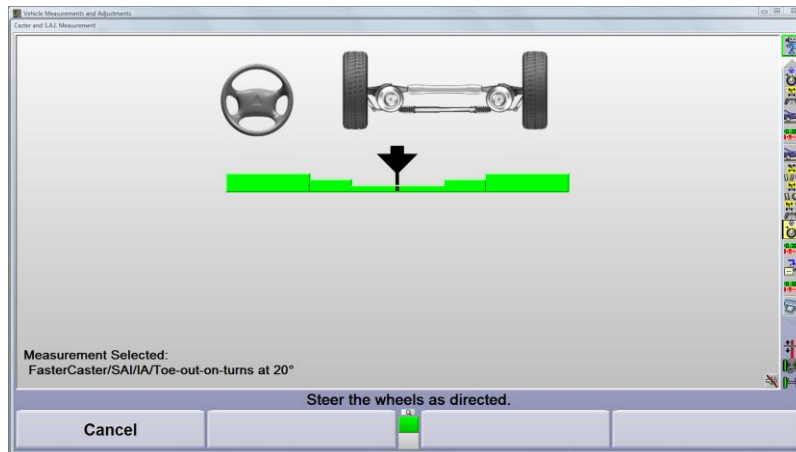 Vehicle Measurements and Adjustments
Caster and S.A.I. Measurement
Measurement Selected:
FasterCaster/SAI/IA/Toe-out-on-turns at 20°
Steer the wheels as directed.
Cancel